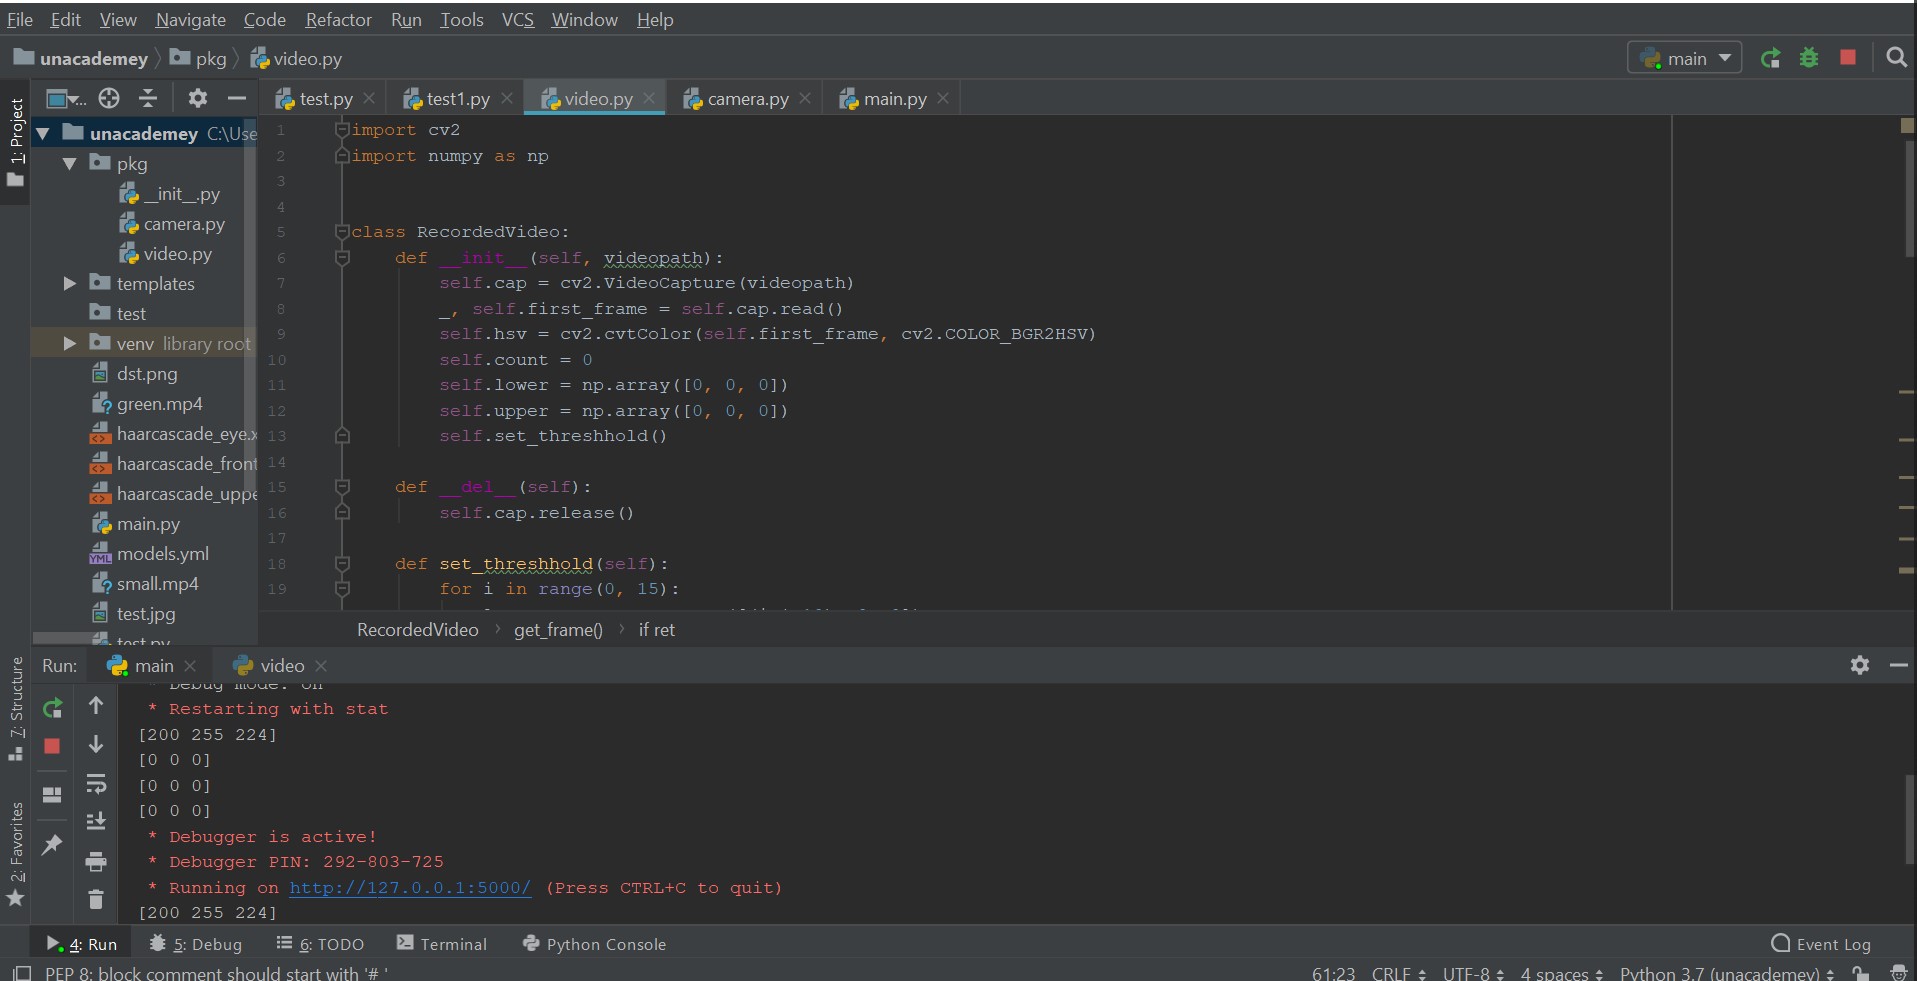 File Edit View Navigate Code Refactor Run Tools VCS Window Help
unacademey pkg video.py main
1: Project
test.py test1.py video.py camera.py main.py
unacademey C:\Use
pkg
__init__.py
camera.py
video.py
templates
test
venv library root
dst.png
green.mp4
haarcascade_eye.x
haarcascade_front
haarcascade_uppe
main.py
models.yml
small.mp4
test.jpg
test.py
1 import cv2
2 import numpy as np
3
4
5 class RecordedVideo:
6 def __init__(self, videopath):
7 self.cap = cv2.VideoCapture(videopath)
8 _, self.first_frame = self.cap.read()
9 self.hsv = cv2.cvtColor(self.first_frame, cv2.COLOR_BGR2HSV)
10 self.count = 0
11 self.lower = np.array([0, 0, 0])
12 self.upper = np.array([0, 0, 0])
13 self.set_threshhold()
14
15 def __del__(self):
16 self.cap.release()
17
18 def set_threshhold(self):
19 for i in range(0, 15):
RecordedVideo get_frame() if ret
Run: main video
7: Structure
2: Favorites
* Debug mode: on
* Restarting with stat
[200 255 224]
[0 0 0]
[0 0 0]
[0 0 0]
* Debugger is active!
* Debugger PIN: 292-803-725
* Running on http://127.0.0.1:5000/ (Press CTRL+C to quit)
[200 255 224]
4: Run 5: Debug 6: TODO Terminal Python Console Event Log
PEP 8: block comment should start with '# ' 61:23 CRLF UTF-8 4 spaces Python 3.7 (unacademey)